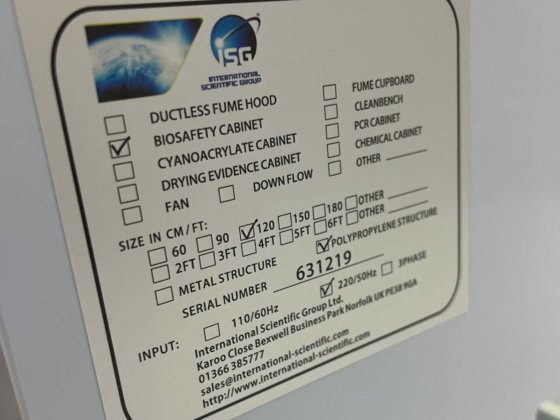 ISG
INTERNATIONAL
SCIENTIFIC GROUP
DUCTLESS FUME HOOD
BIOSAFETY CABINET
CYANOACRYLATE CABINET
DRYING EVIDENCE CABINET
FAN
DOWN FLOW
FUME CUPBOARD
CLEANBENCH
PCR CABINET
CHEMICAL CABINET
OTHER
SIZE IN CM/FT:
60 90 120 150 180 OTHER
2FT 3FT 4FT 5FT 6FT OTHER
METAL STRUCTURE POLYPROPYLENE STRUCTURE
SERIAL NUMBER 631219
INPUT: 110/60Hz 220/50Hz 3PHASE
International Scientific Group Ltd.
Karoo Close Bexwell Business Park Norfolk UK PE38 9GA
01366 385777
sales@international-scientific.com
http://www.international-scientific.com